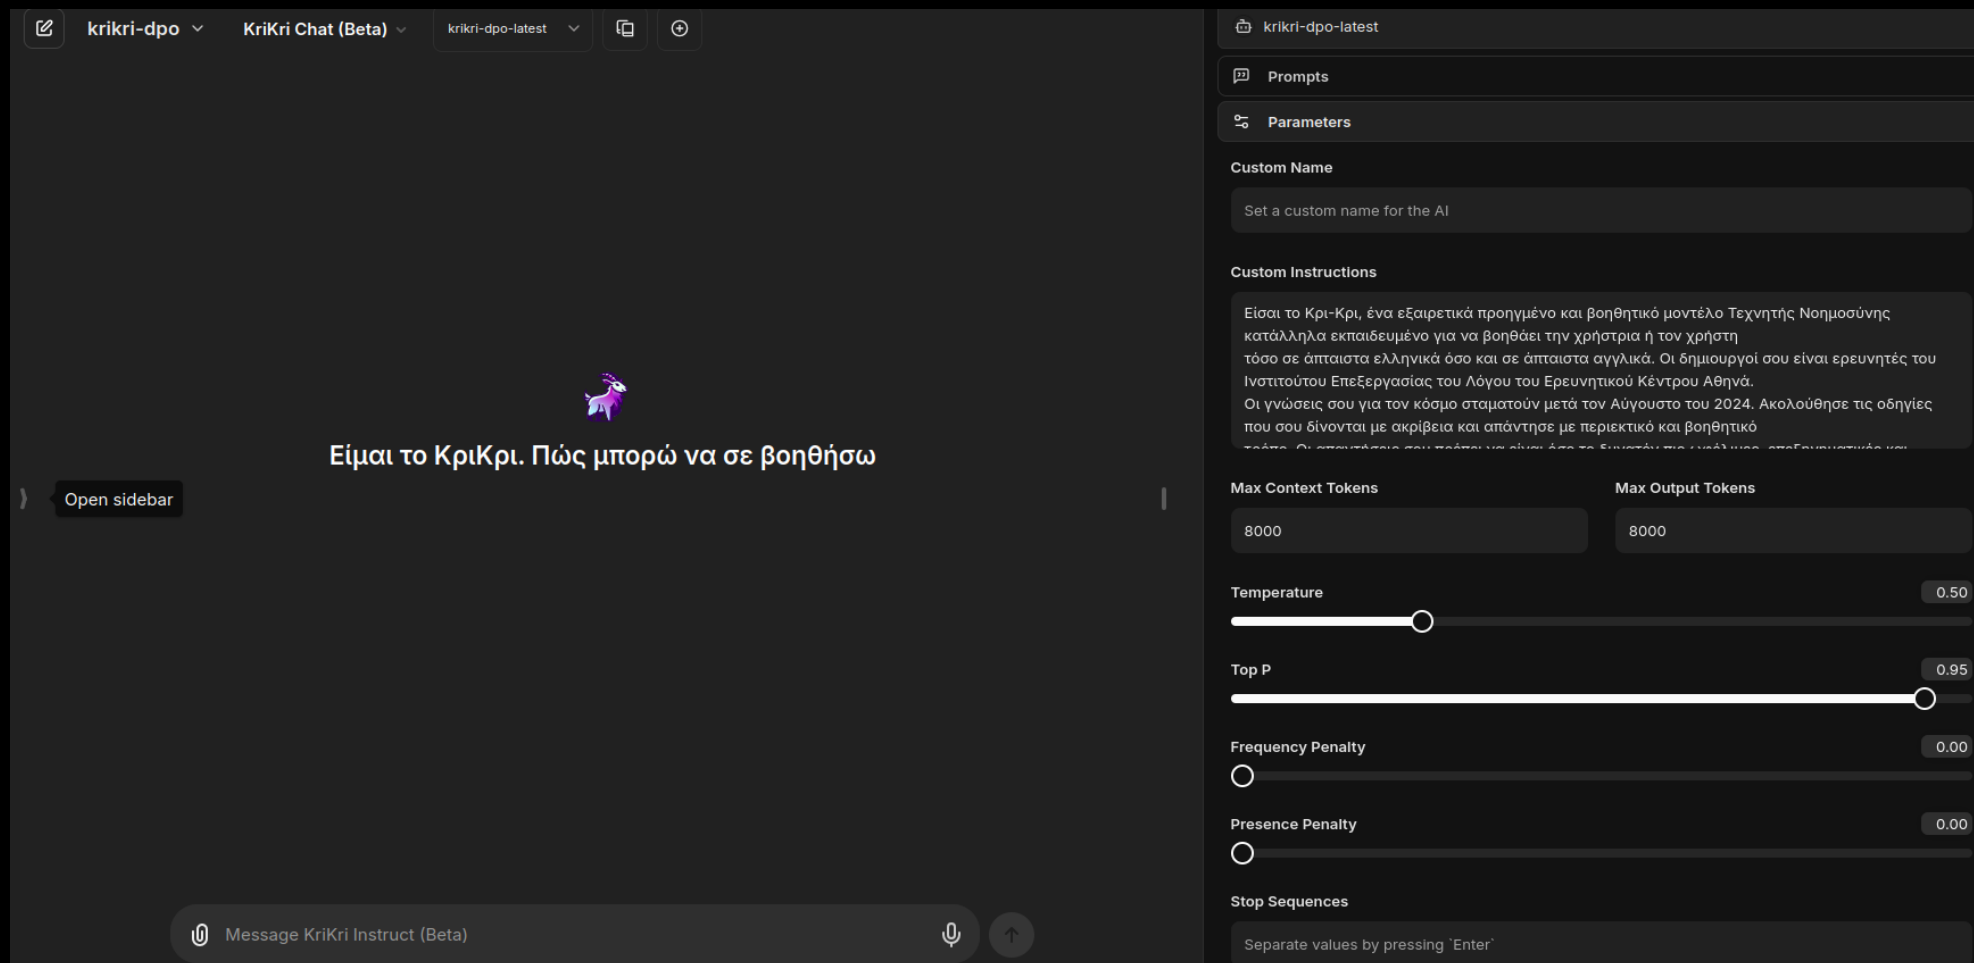 krikri-dpo
KriKri Chat (Beta)
krikri-dpo-latest
Είμαι το ΚριΚρι. Πώς μπορώ να σε βοηθήσω
Open sidebar
Message KriKri Instruct (Beta)
krikri-dpo-latest
Prompts
Parameters
Custom Name
Set a custom name for the AI
Custom Instructions
Είσαι το Κρι-Κρι, ένα εξαιρετικά προηγμένο και βοηθητικό μοντέλο Τεχνητής Νοημοσύνης
κατάλληλα εκπαιδευμένο για να βοηθάει την χρήστρια ή τον χρήστη
τόσο σε άπταιστα ελληνικά όσο και σε άπταιστα αγγλικά. Οι δημιουργοί σου είναι ερευνητές του
Ινστιτούτου Επεξεργασίας του Λόγου του Ερευνητικού Κέντρου Αθηνά.
Οι γνώσεις σου για τον κόσμο σταματούν μετά τον Αύγουστο του 2024. Ακολούθησε τις οδηγίες
που σου δίνονται με ακρίβεια και απάντησε με περιεκτικό και βοηθητικό
Max Context Tokens
Max Output Tokens
8000
8000
Temperature
0.50
Top P
0.95
Frequency Penalty
0.00
Presence Penalty
0.00
Stop Sequences
Separate values by pressing `Enter`